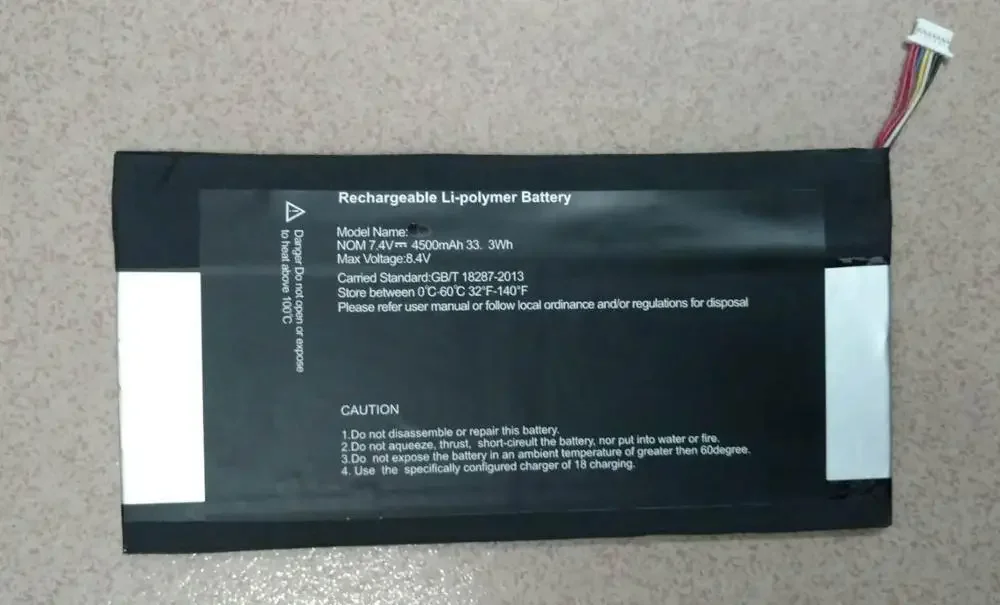 Rechargeable Li-polymer Battery
Model Name:
NOM 7.4V⎓ 4500mAh 33. 3Wh
Max Voltage:8.4V
Carried Standard:GB/T 18287-2013
Store between 0℃-60℃ 32°F-140°F
Please refer user manual or follow local ordinance and/or regulations for disposal
Danger Do not open or expose
to heat above 100℃
CAUTION
1.Do not disassemble or repair this battery.
2.Do not aqueeze, thrust, short-cireult the battery, nor put into water or fire.
3.Do not expose the battery in an ambient temperature of greater then 60degree.
4. Use the specifically configured charger of 18 charging.